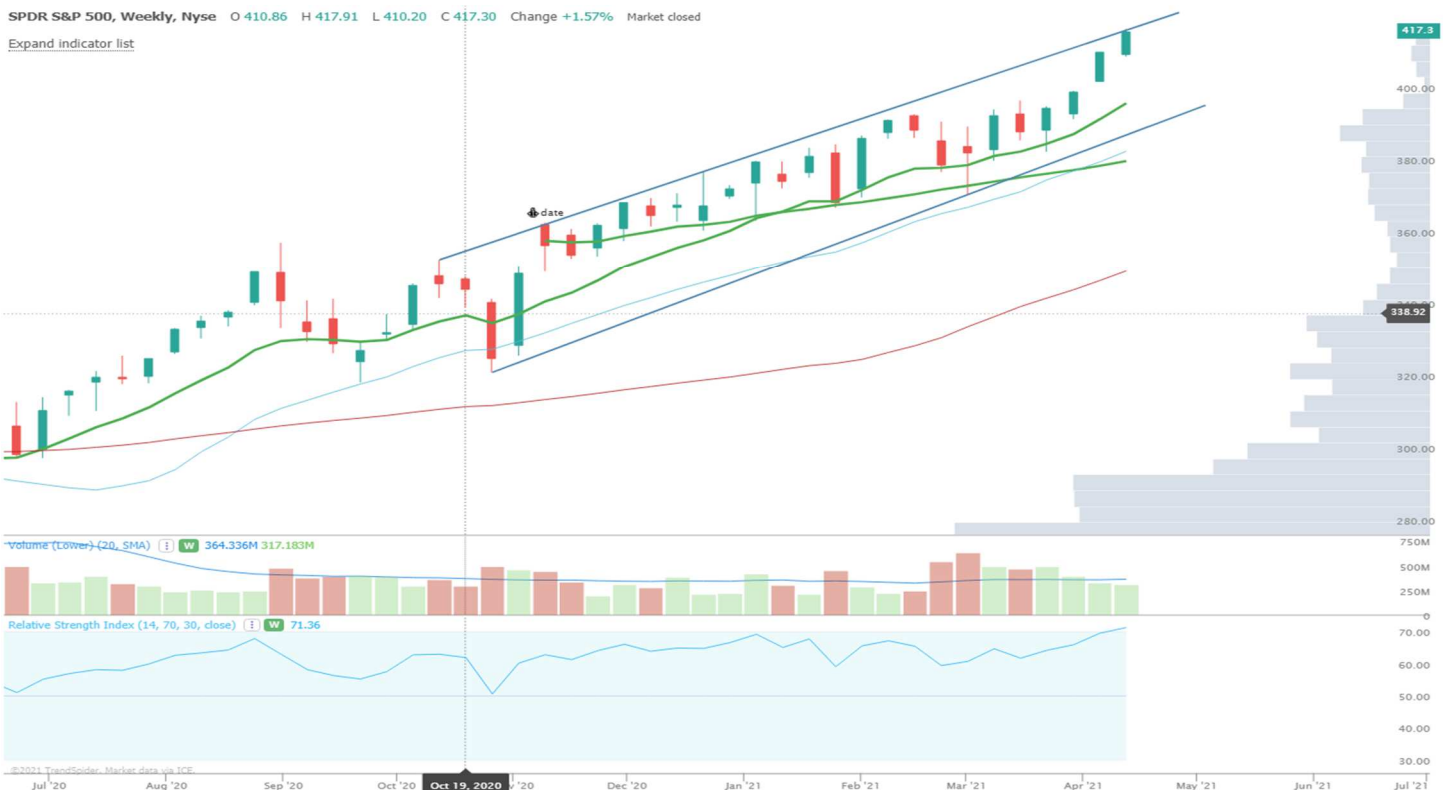 SPDR S&P 500, Weekly, Nyse O 410.86 H 417.91 L 410.20 C 417.30 Change +1.57% Market closed
Expand indicator list
417.3
400.00
380.00
date
360.00
340.00
338.92
320.00
300.00
280.00
Volume (Lower) (20, SMA) W 364.336M 317.183M
750M
500M
250M
0
Relative Strength Index (14, 70, 30, close) W 71.36
70.00
60.00
50.00
40.00
30.00
©2021 TrendSpider. Market data via ICE.
Jul '20 Aug '20 Sep '20 Oct '20 Oct 19, 2020 v '20 Dec '20 Jan '21 Feb '21 Mar '21 Apr '21 May '21 Jun '21 Jul '21